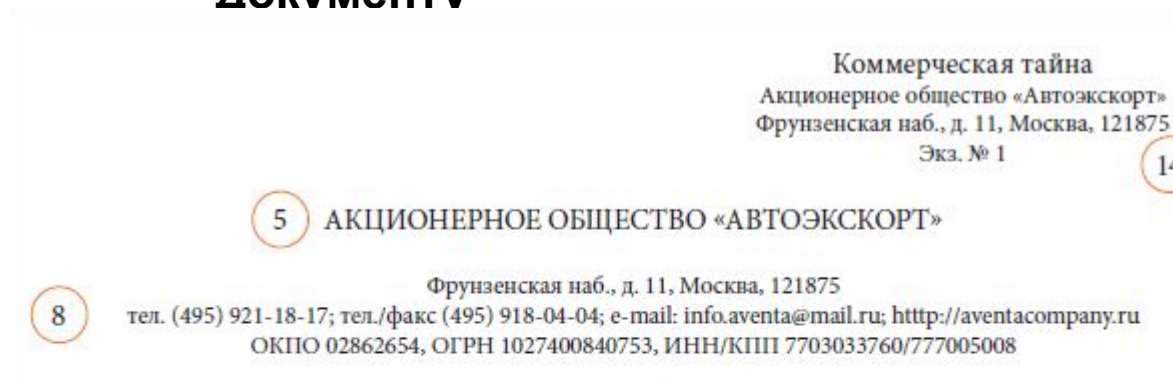 документу
Коммерческая тайна
Акционерное общество «Автоэкскорт»
Фрунзенская наб., д. 11, Москва, 121875
Экз. № 1
14
5 АКЦИОНЕРНОЕ ОБЩЕСТВО «АВТОЭКСКОРТ»
Фрунзенская наб., д. 11, Москва, 121875
8 тел. (495) 921-18-17; тел./факс (495) 918-04-04; e-mail: info.aventa@mail.ru; htttp://aventacompany.ru
ОКПО 02862654, ОГРН 1027400840753, ИНН/КПП 7703033760/777005008